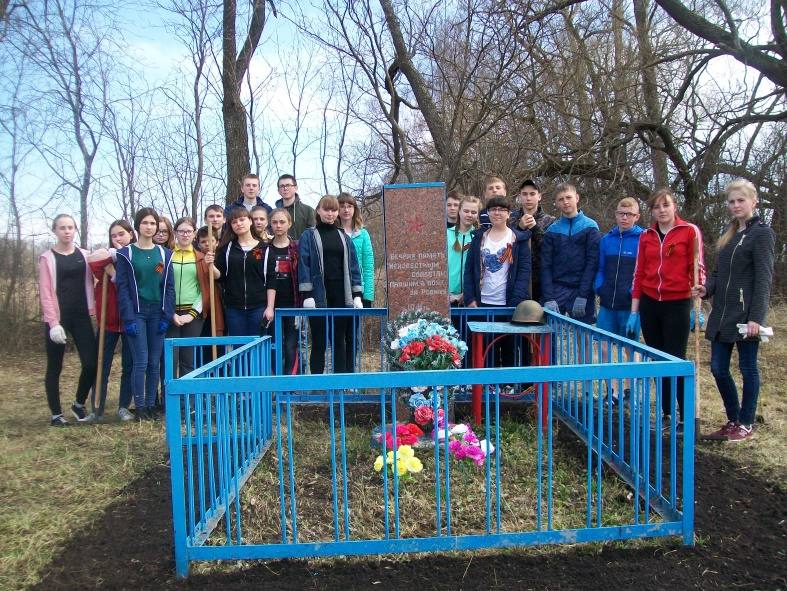 ВЕЧНАЯ ПАМЯТЬ
НЕИЗВЕСТНЫМ
СОЛДАТАМ
ПАВШИМ В БОЯХ
ЗА РОДИНУ